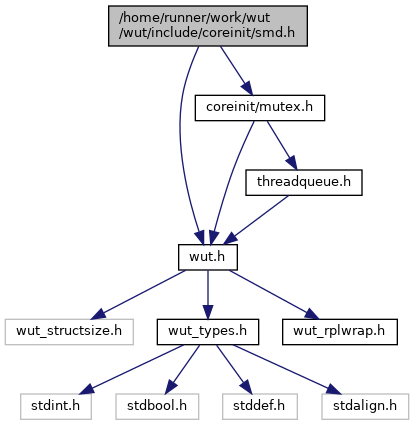 /home/runner/work/wut
/wut/include/coreinit/smd.h
coreinit/mutex.h
threadqueue.h
wut.h
wut_structsize.h
wut_types.h
wut_rplwrap.h
stdint.h
stdbool.h
stddef.h
stdalign.h